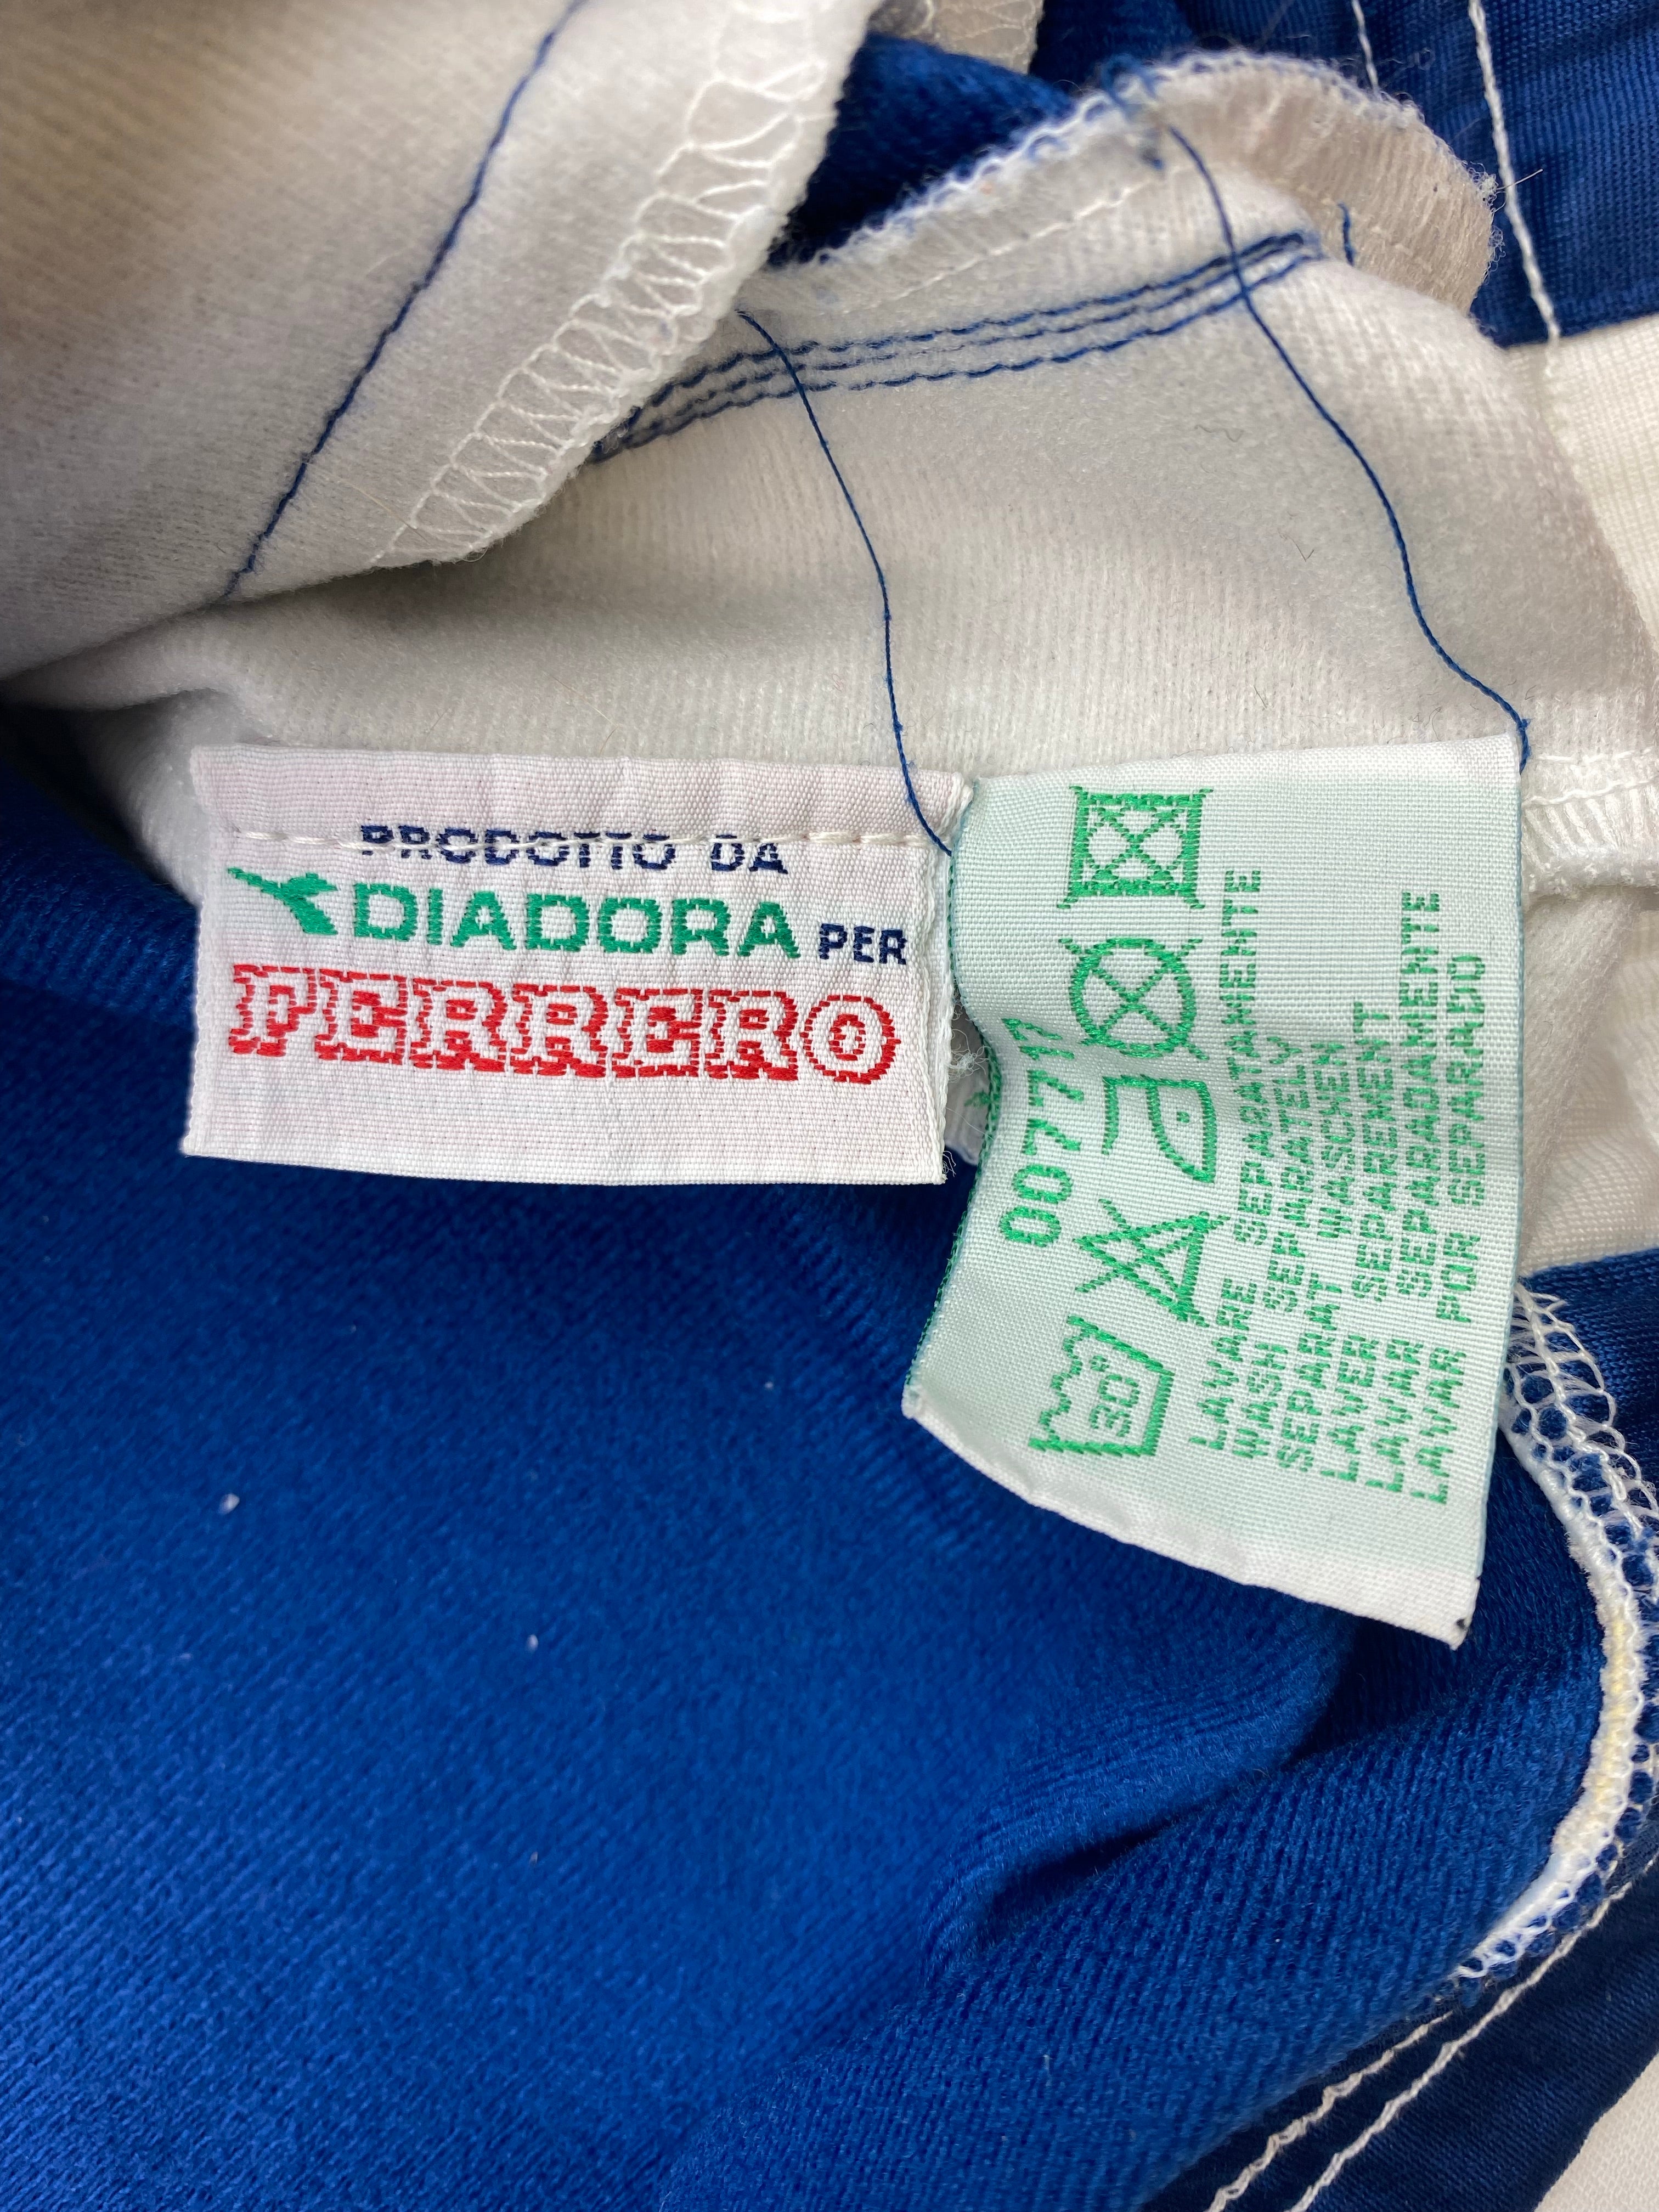 PRODOTTO DA
DIADORA PER
FERRERO
007717
30°
LAVARE SEPARATAMENTE
WASH SEPARATELY
SEPARAT WASCHEN
LAVER SEPAREMENT
LAVAR SEPARADAMENTE
LAVAR POR SEPARADO